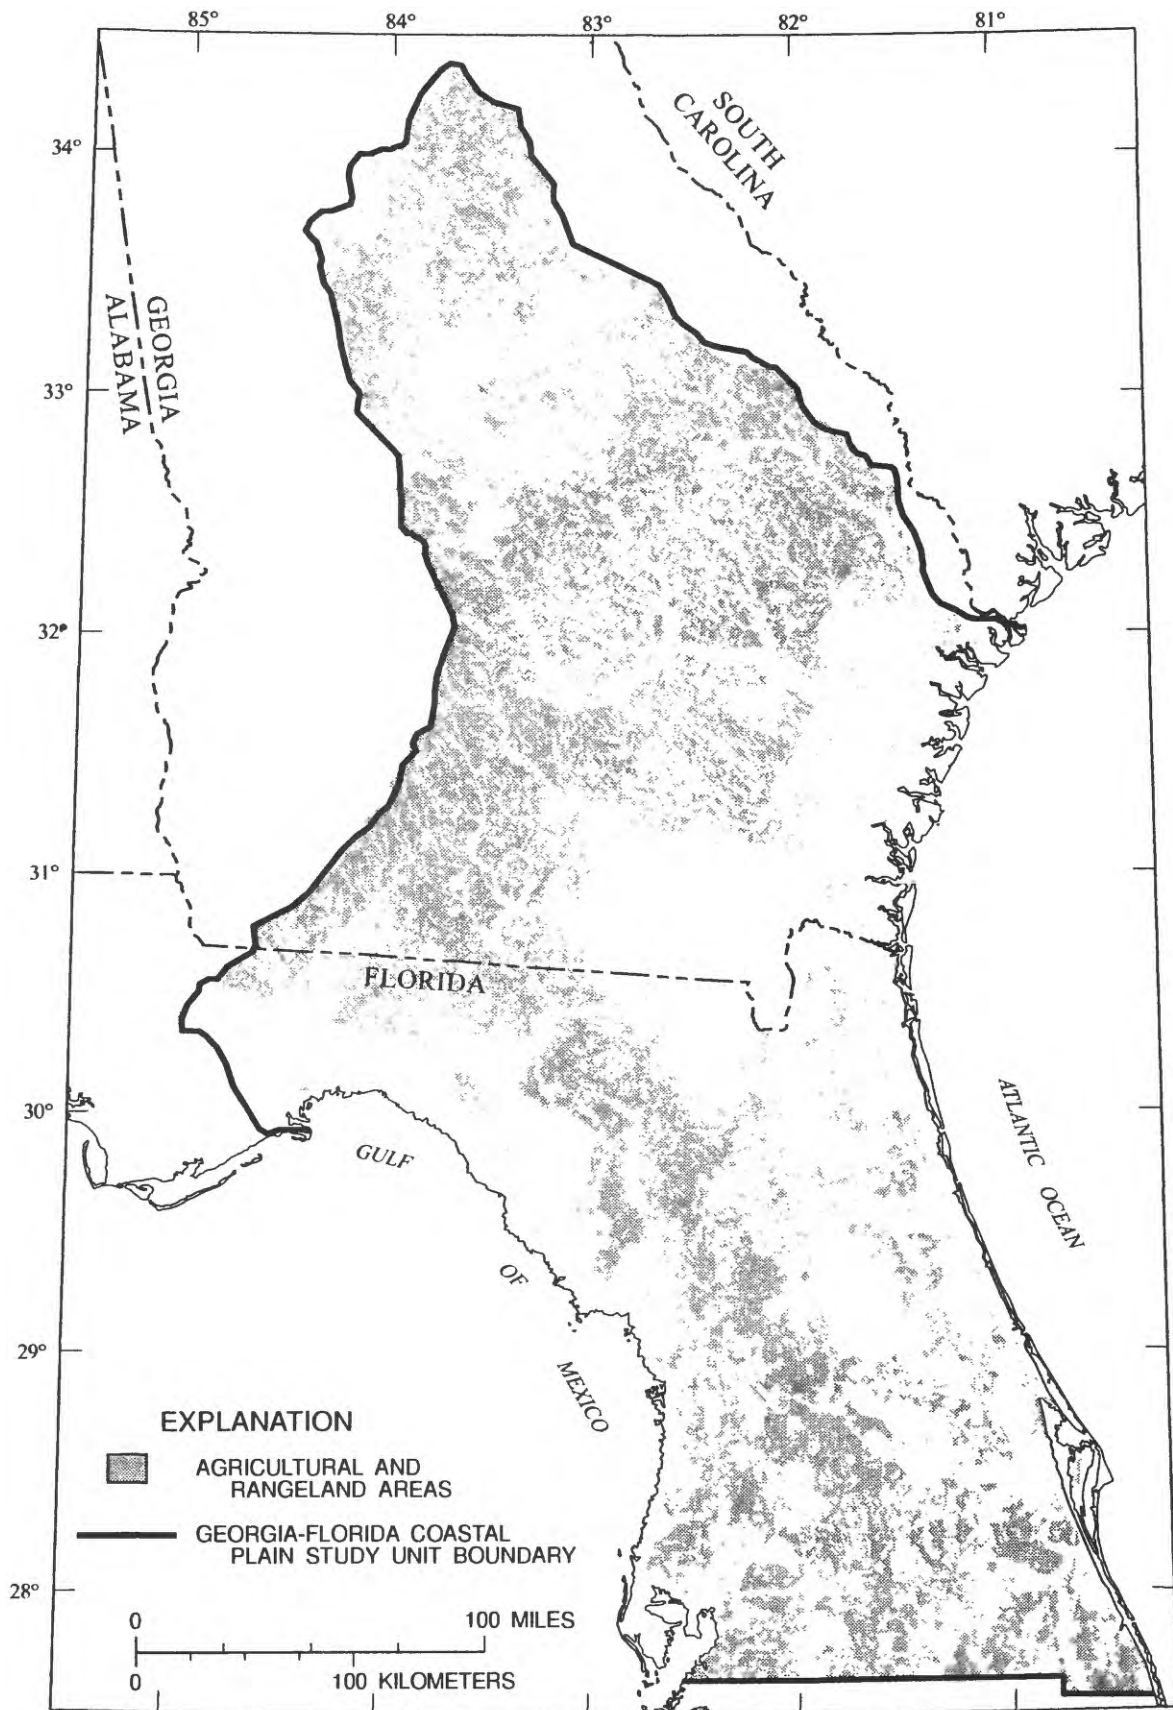 85° 84° 83° 82° 81°
SOUTH
CAROLINA
34°
GEORGIA
ALABAMA
33°
32°
31°
FLORIDA
30°
GULF
OF
MEXICO
ATLANTIC OCEAN
29°
EXPLANATION
AGRICULTURAL AND
RANGELAND AREAS
GEORGIA-FLORIDA COASTAL
PLAIN STUDY UNIT BOUNDARY
28°
0 100 MILES
0 100 KILOMETERS